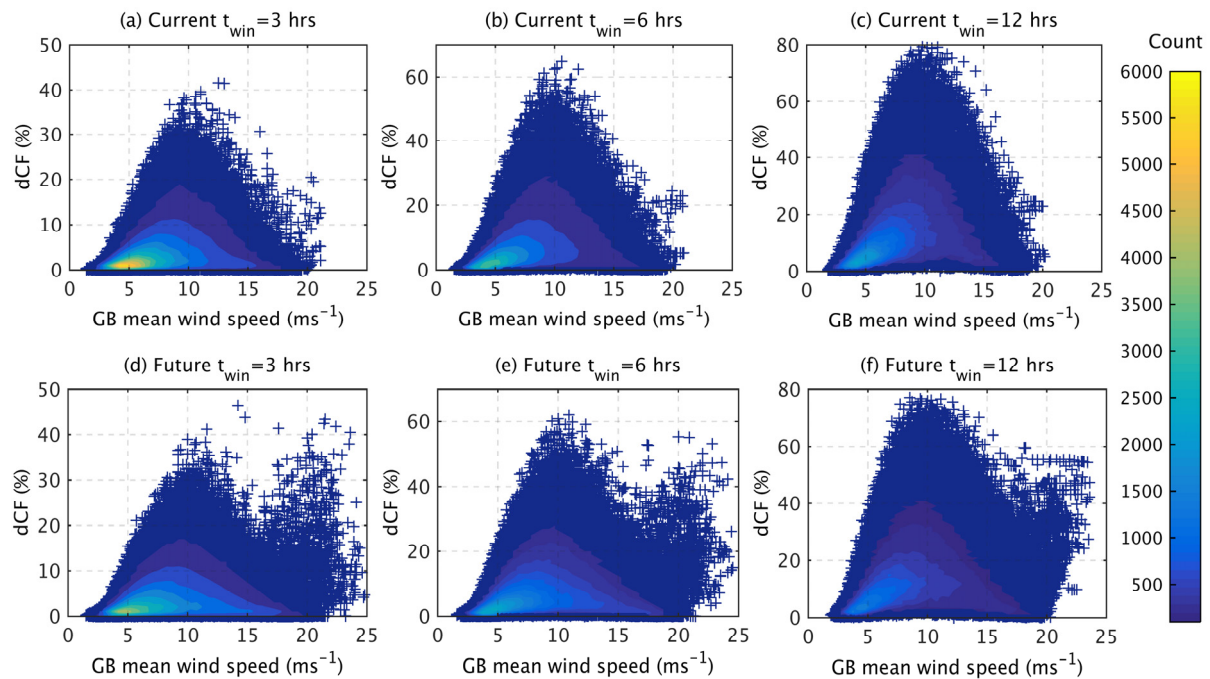 (a) Current t_win=3 hrs
(b) Current t_win=6 hrs
(c) Current t_win=12 hrs
Count
50
40
30
20
10
0
dCF (%)
0 5 10 15 20 25
GB mean wind speed (ms⁻¹)
60
40
20
0
dCF (%)
0 5 10 15 20 25
GB mean wind speed (ms⁻¹)
80
60
40
20
0
dCF (%)
0 5 10 15 20 25
GB mean wind speed (ms⁻¹)
6000
5500
5000
4500
4000
3500
3000
2500
2000
1500
1000
500
(d) Future t_win=3 hrs
(e) Future t_win=6 hrs
(f) Future t_win=12 hrs
50
40
30
20
10
0
dCF (%)
0 5 10 15 20 25
GB mean wind speed (ms⁻¹)
60
40
20
0
dCF (%)
0 5 10 15 20 25
GB mean wind speed (ms⁻¹)
80
60
40
20
0
dCF (%)
0 5 10 15 20 25
GB mean wind speed (ms⁻¹)